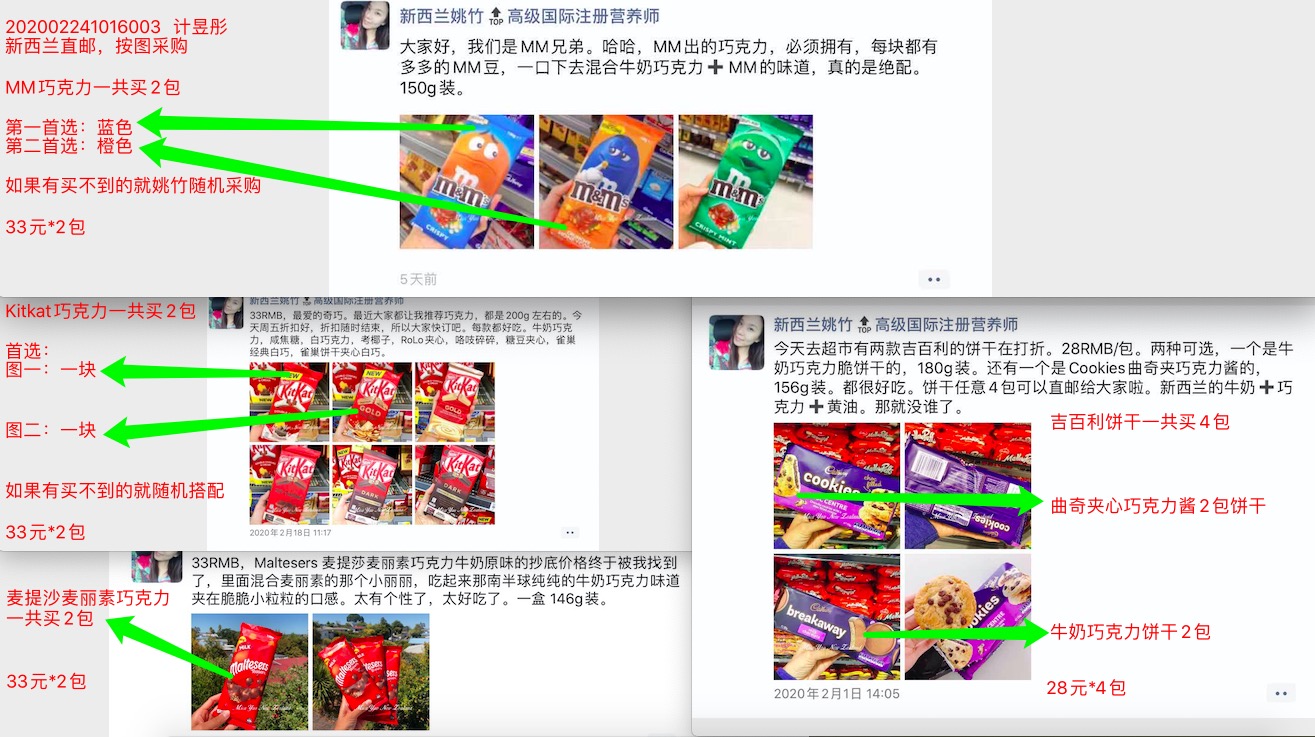 202002241016003 计昱彤
新西兰直邮，按图采购
MM巧克力一共买2包
第一首选：蓝色
第二首选：橙色
如果有买不到的就姚竹随机采购
33元*2包
新西兰姚竹 TOP 高级国际注册营养师
大家好，我们是MM兄弟。哈哈，MM出的巧克力，必须拥有，每块都有
多多的MM豆，一口下去混合牛奶巧克力➕MM的味道，真的是绝配。
150g装。
m&m's
CRISPY
m&m's
m&m's
CRISPY MINT
5天前
Kitkat巧克力一共买2包
首选：
图一：一块
图二：一块
如果有买不到的就随机搭配
33元*2包
新西兰姚竹 TOP 高级国际注册营养师
33RMB，最爱的奇巧。最近大家都让我推荐巧克力，都是200g左右的。今
天周五折扣好，折扣随时结束，所以大家快订吧。每款都好吃。牛奶巧克
力，咸焦糖，白巧克力，考椰子，RoLo夹心，咯吱碎碎，糖豆夹心，雀巢
经典白巧，雀巢饼干夹心白巧。
NEW
KitKat
NEW
KitKat
GOLD
KitKat
GOLD
KitKat
KitKat
DARK
KitKat
DARK
NEW
2020年2月18日 11:17
麦提沙麦丽素巧克力
一共买2包
33元*2包
33RMB，Maltesers 麦提莎麦丽素巧克力牛奶原味的抄底价格终于被我找到
了，里面混合麦丽素的那个小丽丽，吃起来那南半球纯纯的牛奶巧克力味道
夹在脆脆小粒粒的口感。太有个性了，太好吃了。一盒 146g装。
MILK
Maltesers
Maltesers
新西兰姚竹 TOP 高级国际注册营养师
今天去超市有两款吉百利的饼干在打折。28RMB/包。两种可选，一个是牛
奶巧克力脆饼干的，180g装。还有一个是Cookies曲奇夹巧克力酱的，
156g装。都很好吃。饼干任意4包可以直邮给大家啦。新西兰的牛奶➕巧
克力➕黄油。那就没谁了。
吉百利饼干一共买4包
Cadbury
cookies
CENTRE
cookies
曲奇夹心巧克力酱2包饼干
Cadbury
breakaway
cookies
牛奶巧克力饼干2包
28元*4包
2020年2月1日 14:05